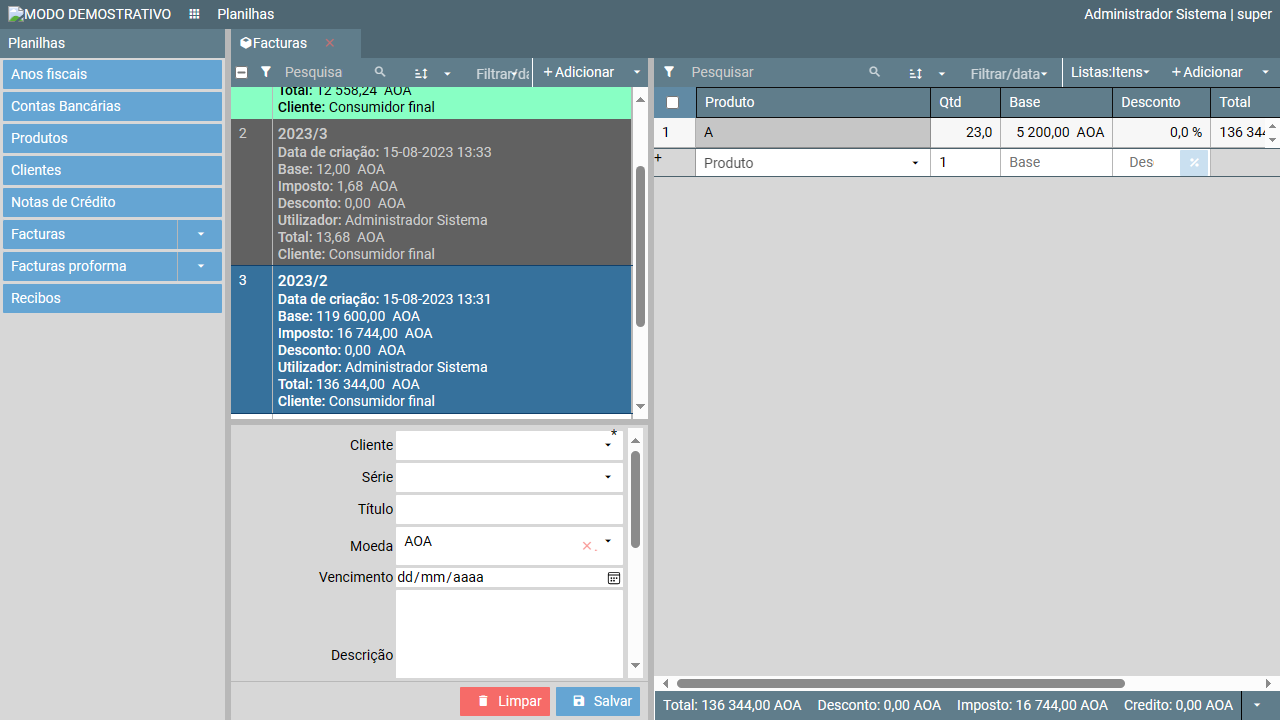 MODO DEMOSTRATIVO
Planilhas
Administrador Sistema | super
Planilhas
Facturas
Anos fiscais
Contas Bancárias
Produtos
Clientes
Notas de Crédito
Facturas
Facturas proforma
Recibos
Pesquisa
+ Adicionar
Total: 12 558,24 AOA
Cliente: Consumidor final
2
2023/3
Data de criação: 15-08-2023 13:33
Base: 12,00 AOA
Imposto: 1,68 AOA
Desconto: 0,00 AOA
Utilizador: Administrador Sistema
Total: 13,68 AOA
Cliente: Consumidor final
3
2023/2
Data de criação: 15-08-2023 13:31
Base: 119 600,00 AOA
Imposto: 16 744,00 AOA
Desconto: 0,00 AOA
Utilizador: Administrador Sistema
Total: 136 344,00 AOA
Cliente: Consumidor final
Cliente *
Série
Título
Moeda AOA
Vencimento dd/mm/aaaa
Descrição
Limpar
Salvar
Pesquisar
Filtrar/data
Listas:Itens
+ Adicionar
Produto Qtd Base Desconto Total
1 A 23,0 5 200,00 AOA 0,0 % 136
+ Produto 1 Base Des %
Total: 136 344,00 AOA Desconto: 0,00 AOA Imposto: 16 744,00 AOA Credito: 0,00 AOA